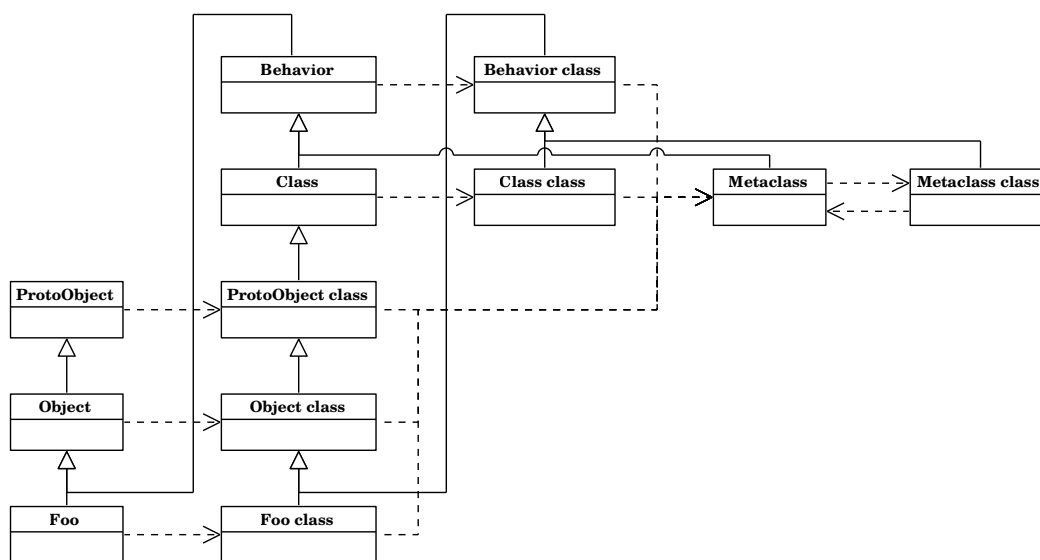 Behavior
Behavior class
Class
Class class
Metaclass
Metaclass class
ProtoObject
ProtoObject class
Object
Object class
Foo
Foo class